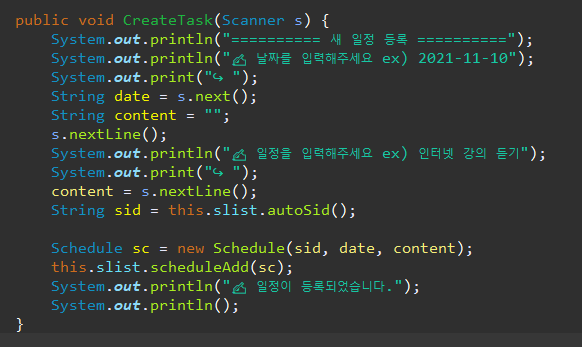 public void CreateTask(Scanner s) {
    System.out.println("========== 새 일정 등록 ==========");
    System.out.println("✍ 날짜를 입력해주세요 ex) 2021-11-10");
    System.out.print("↪ ");
    String date = s.next();
    String content = "";
    s.nextLine();
    System.out.println("✍ 일정을 입력해주세요 ex) 인터넷 강의 듣기");
    System.out.print("↪ ");
    content = s.nextLine();
    String sid = this.slist.autoSid();

    Schedule sc = new Schedule(sid, date, content);
    this.slist.scheduleAdd(sc);
    System.out.println("✍ 일정이 등록되었습니다.");
    System.out.println();
}